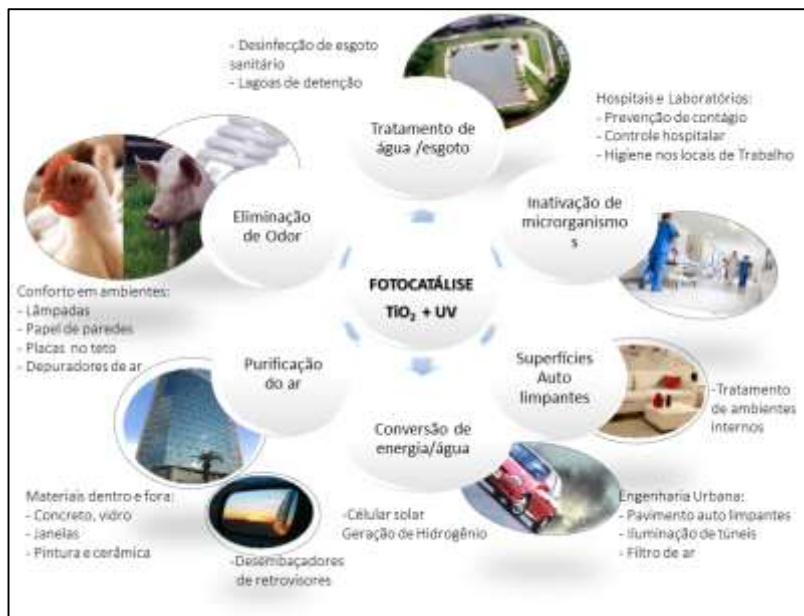 - Desinfecção de esgoto
sanitário
- Lagoas de detenção
Tratamento de
água /esgoto
Hospitais e Laboratórios:
- Prevenção de contágio
- Controle hospitalar
- Higiene nos locais de Trabalho
Eliminação
de Odor
Inativação de
microrganismo
s
FOTOCATÁLISE
TiO₂ + UV
Conforto em ambientes:
- Lâmpadas
- Papel de paredes
- Placas no teto
- Depuradores de ar
Purificação
do ar
Superfícies
Auto
limpantes
-Tratamento
de ambientes
internos
Conversão de
energia/água
Materiais dentro e fora:
- Concreto, vidro
- Janelas
- Pintura e cerâmica
-Desembaçadores
de retrovisores
-Célular solar
Geração de Hidrogênio
Engenharia Urbana:
- Pavimento auto limpantes
- Iluminação de túneis
- Filtro de ar